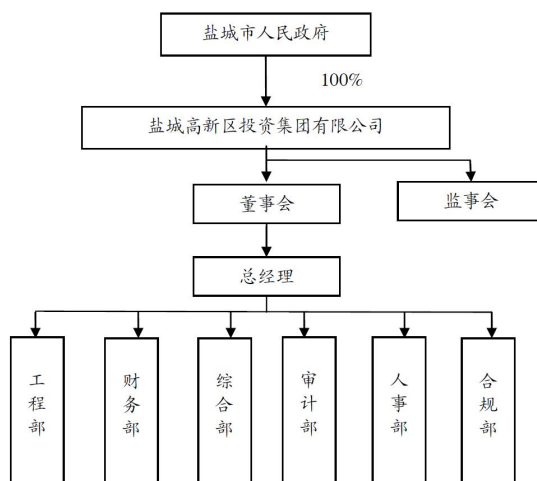 盐城市人民政府
100%
盐城高新区投资集团有限公司
董事会
监事会
总经理
工程部
财务部
综合部
审计部
人事部
合规部